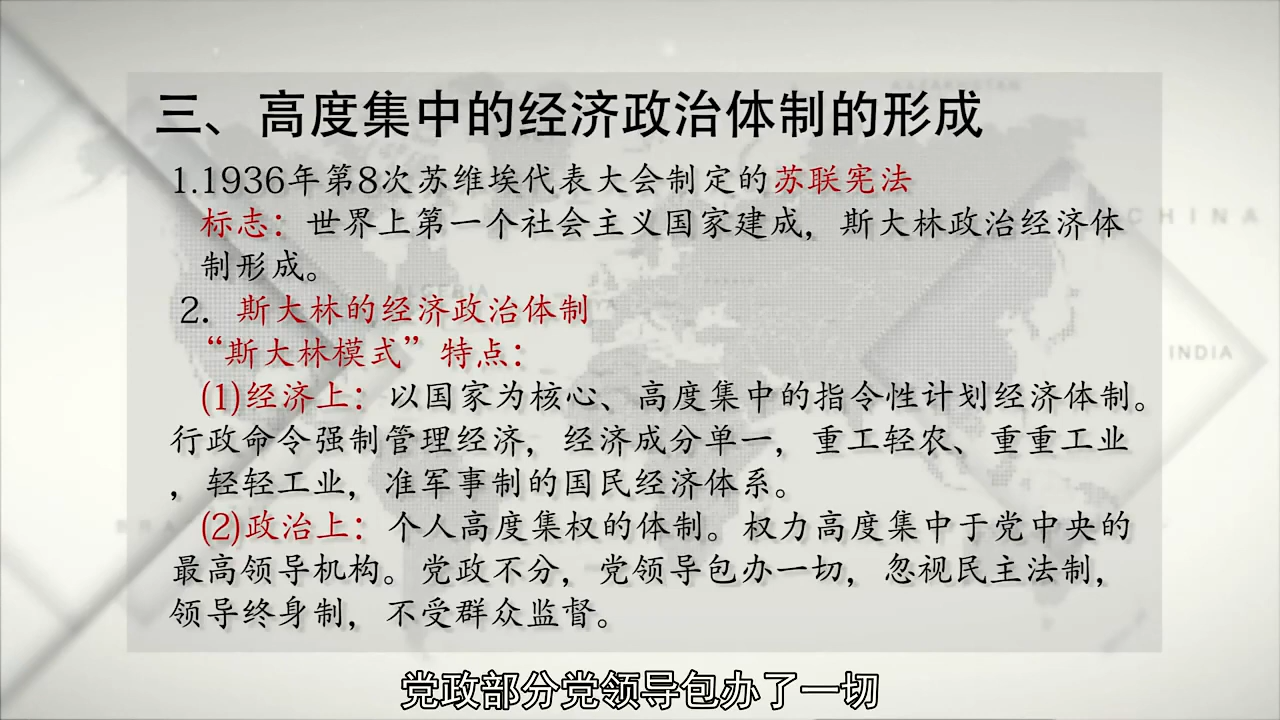 三、高度集中的经济政治体制的形成
1.1936年第8次苏维埃代表大会制定的苏联宪法
标志：世界上第一个社会主义国家建成，斯大林政治经济体
制形成。
2. 斯大林的经济政治体制
“斯大林模式”特点：
(1)经济上：以国家为核心、高度集中的指令性计划经济体制。
行政命令强制管理经济，经济成分单一，重工轻农、重重工业
，轻轻工业，准军事制的国民经济体系。
(2)政治上：个人高度集权的体制。权力高度集中于党中央的
最高领导机构。党政不分，党领导包办一切，忽视民主法制，
领导终身制，不受群众监督。
党政部分党领导包办了一切
KAZAKHSTAN
CHINA
ALGERIA
INDIA